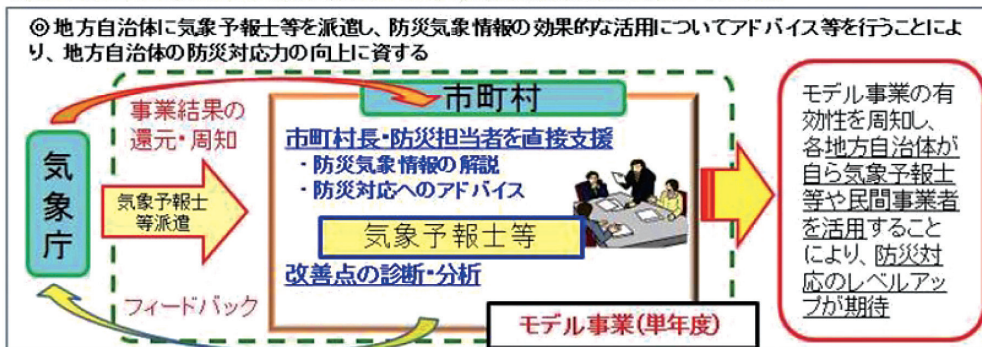 ◎地方自治体に気象予報士等を派遣し、防災気象情報の効果的な活用についてアドバイス等を行うことによ
り、地方自治体の防災対応力の向上に資する
気象庁
事業結果の
還元・周知
気象予報士
等派遣
フィードバック
市町村
市町村長・防災担当者を直接支援
・防災気象情報の解説
・防災対応へのアドバイス
気象予報士等
改善点の診断・分析
モデル事業(単年度)
モデル事業の有
効性を周知し、
各地方自治体が
自ら気象予報士
等や民間事業者
を活用すること
により、防災対
応のレベルアッ
プが期待